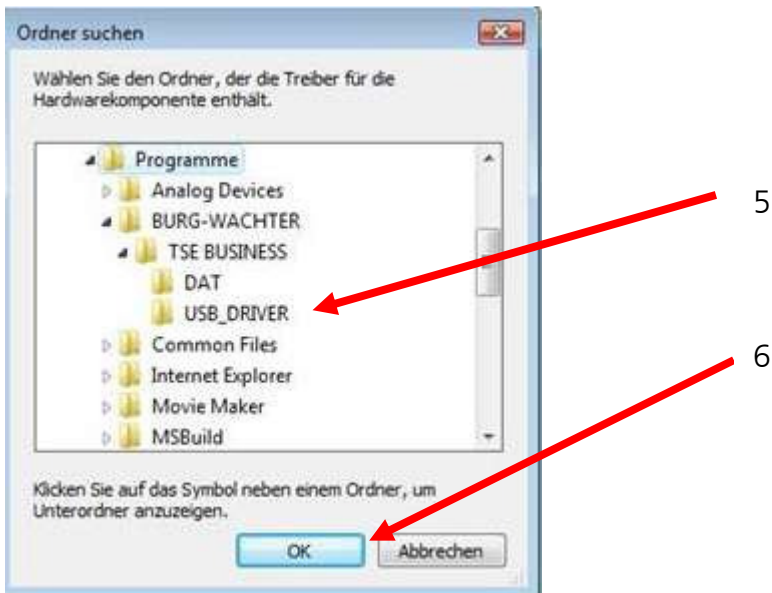 Ordner suchen
Wählen Sie den Ordner, der die Treiber für die
Hardwarekomponente enthält.
Programme
Analog Devices
5
BURG-WACHTER
TSE BUSINESS
DAT
USB_DRIVER
Common Files
6
Internet Explorer
Movie Maker
MSBuild
Klicken Sie auf das Symbol neben einem Ordner, um
Unterordner anzuzeigen.
OK
Abbrechen